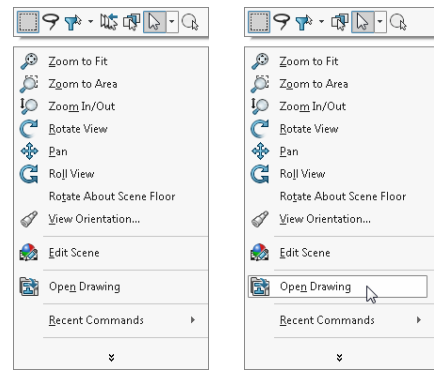 Zoom to Fit
Zoom to Area
Zoom In/Out
Rotate View
Pan
Roll View
Rotate About Scene Floor
View Orientation...
Edit Scene
Open Drawing
Recent Commands
Zoom to Fit
Zoom to Area
Zoom In/Out
Rotate View
Pan
Roll View
Rotate About Scene Floor
View Orientation...
Edit Scene
Open Drawing
Recent Commands